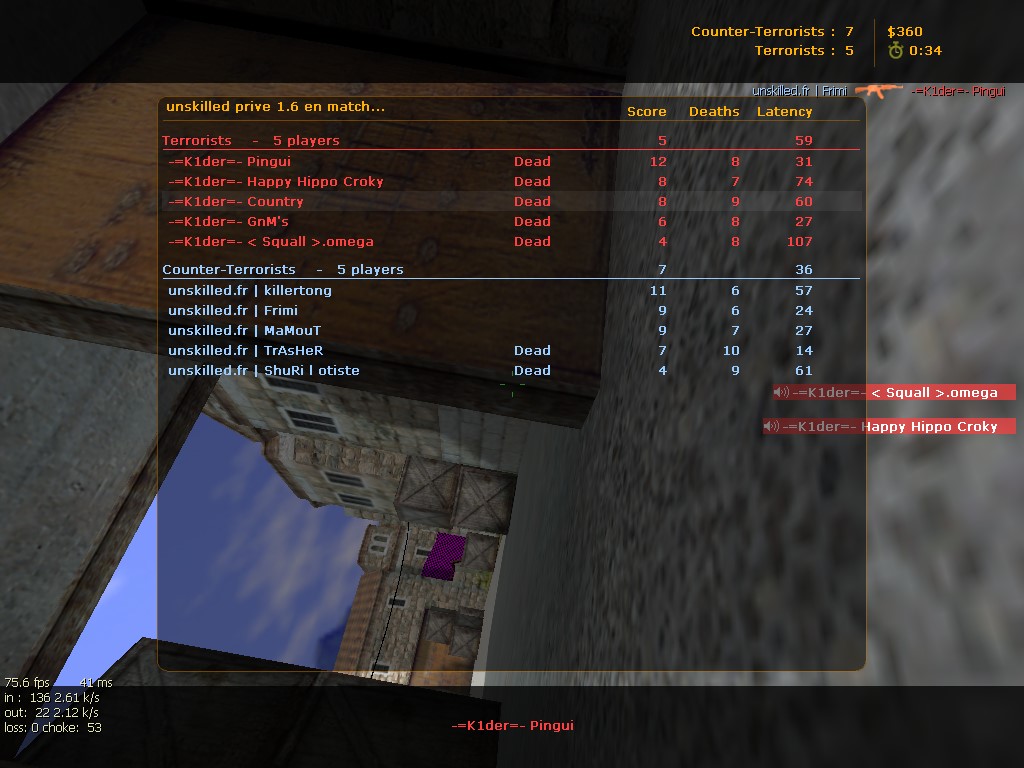 Counter-Terrorists : 7 $360
Terrorists : 5 0:34
unskilled.fr | Frimi -=K1der=- Pingui
unskilled prive 1.6 en match...
Score Deaths Latency
Terrorists - 5 players 5 59
-=K1der=- Pingui Dead 12 8 31
-=K1der=- Happy Hippo Croky Dead 8 7 74
-=K1der=- Country Dead 8 9 60
-=K1der=- GnM's Dead 6 8 27
-=K1der=- < Squall >.omega Dead 4 8 107
Counter-Terrorists - 5 players 7 36
unskilled.fr | killertong 11 6 57
unskilled.fr | Frimi 9 6 24
unskilled.fr | MaMouT 9 7 27
unskilled.fr | TrAsHeR Dead 7 10 14
unskilled.fr | ShuRi l otiste Dead 4 9 61
-=K1der=- < Squall >.omega
-=K1der=- Happy Hippo Croky
75.6 fps 41 ms
in : 136 2.61 k/s
out: 22 2.12 k/s
loss: 0 choke: 53
-=K1der=- Pingui